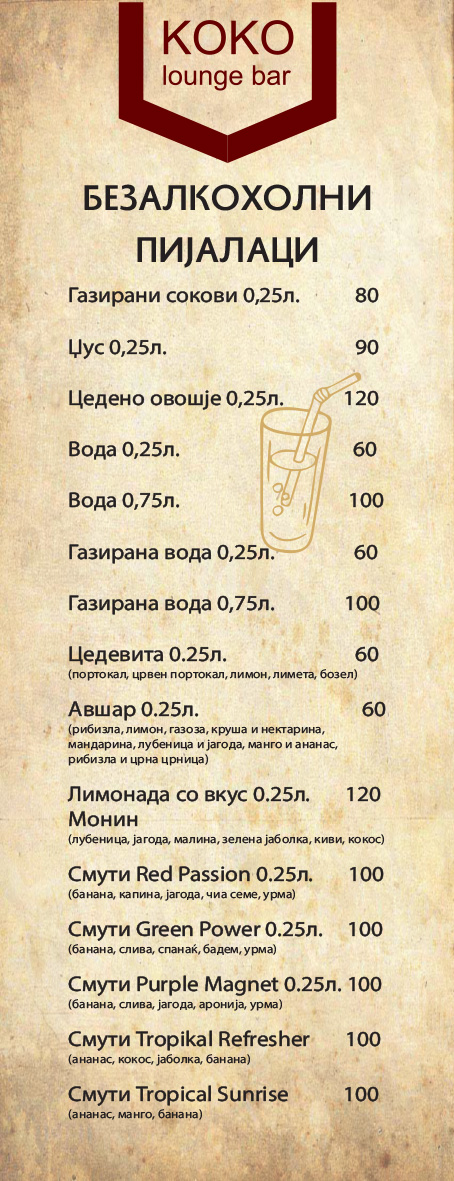 KOKO
lounge bar
БЕЗАЛКОХОЛНИ
ПИЈАЛАЦИ
Газирани сокови 0,25л. 80
Џус 0,25л. 90
Цедено овошје 0,25л. 120
Вода 0,25л. 60
Вода 0,75л. 100
Газирана вода 0,25л. 60
Газирана вода 0,75л. 100
Цедевита 0.25л. 60
(портокал, црвен портокал, лимон, лимета, бозел)
Авшар 0.25л. 60
(рибизла, лимон, газоза, круша и нектарина,
мандарина, лубеница и јагода, манго и ананас,
рибизла и црна црница)
Лимонада со вкус 0.25л. 120
Монин
(лубеница, јагода, малина, зелена јаболка, киви, кокос)
Смути Red Passion 0.25л. 100
(банана, капина, јагода, чиа семе, урма)
Смути Green Power 0.25л. 100
(банана, слива, спанаќ, бадем, урма)
Смути Purple Magnet 0.25л. 100
(банана, слива, јагода, аронија, урма)
Смути Tropikal Refresher 100
(ананас, кокос, јаболка, банана)
Смути Tropical Sunrise 100
(ананас, манго, банана)